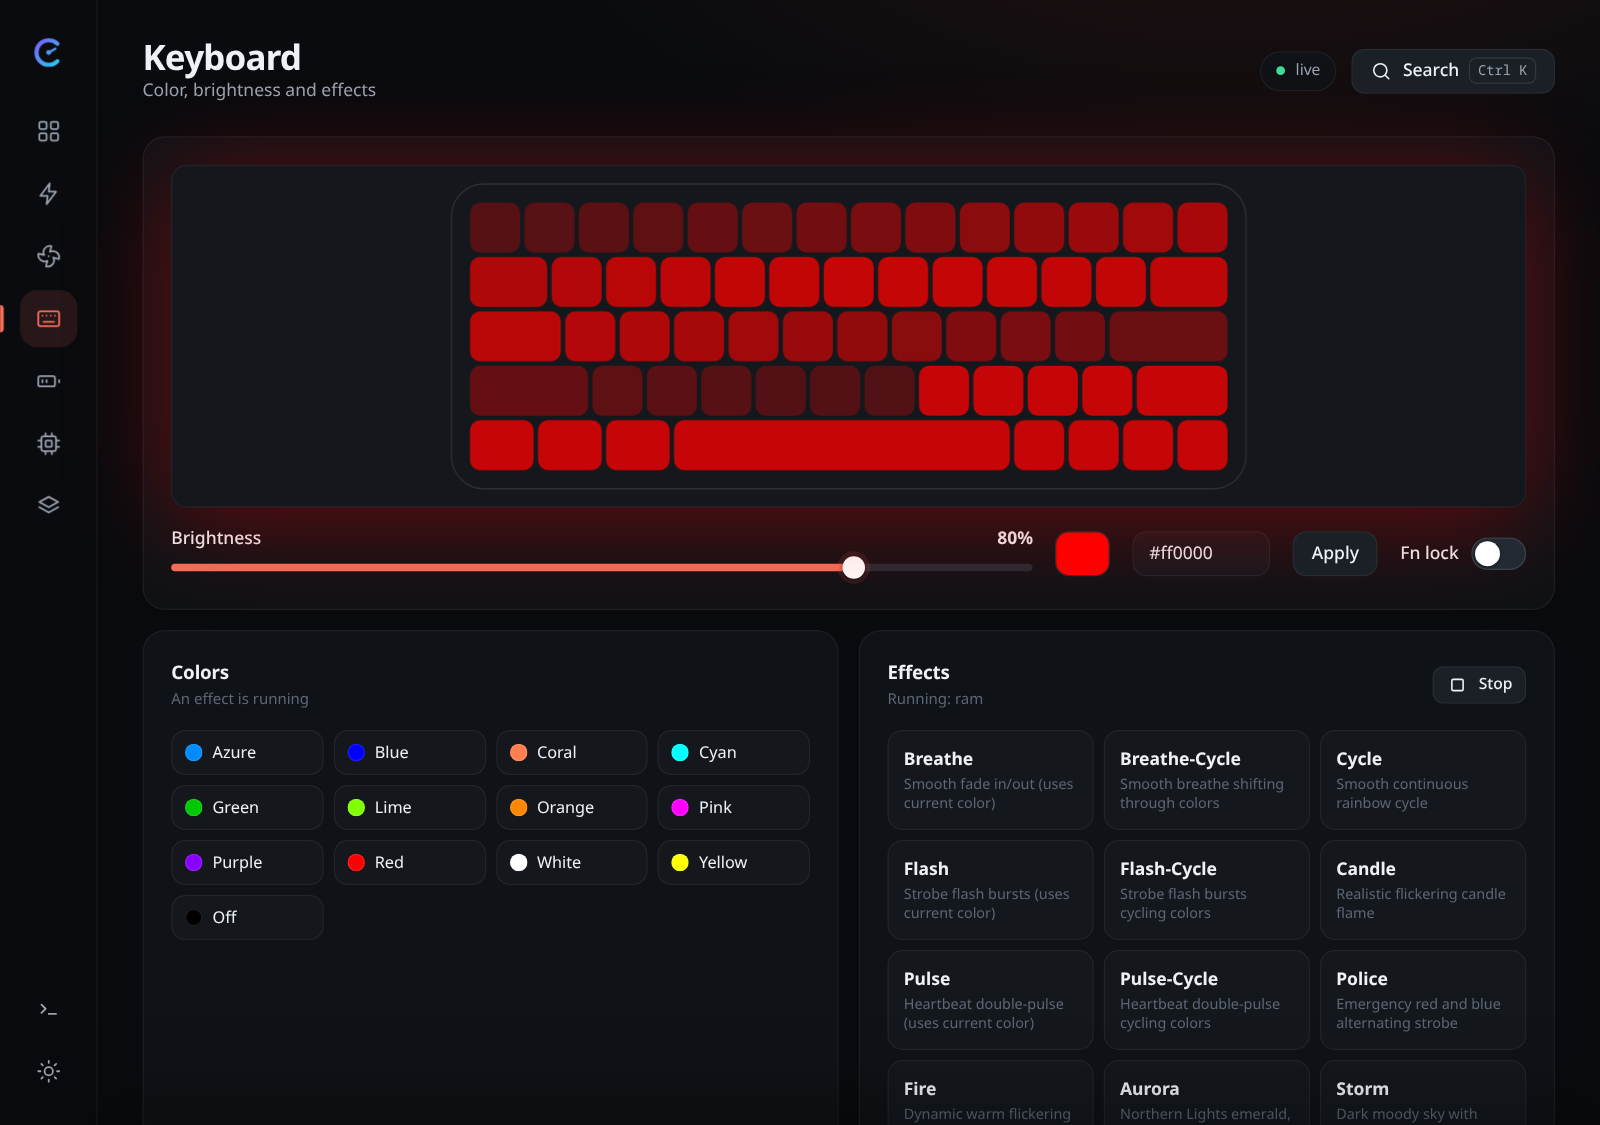 Keyboard
Color, brightness and effects
live
Search Ctrl K
Brightness
80%
#ff0000
Apply
Fn lock
Colors
An effect is running
Azure
Blue
Coral
Cyan
Green
Lime
Orange
Pink
Purple
Red
White
Yellow
Off
Effects
Running: ram
Stop
Breathe
Smooth fade in/out (uses
current color)
Breathe-Cycle
Smooth breathe shifting
through colors
Cycle
Smooth continuous
rainbow cycle
Flash
Strobe flash bursts (uses
current color)
Flash-Cycle
Strobe flash bursts
cycling colors
Candle
Realistic flickering candle
flame
Pulse
Heartbeat double-pulse
(uses current color)
Pulse-Cycle
Heartbeat double-pulse
cycling colors
Police
Emergency red and blue
alternating strobe
Fire
Dynamic warm flickering
Aurora
Northern Lights emerald,
Storm
Dark moody sky with